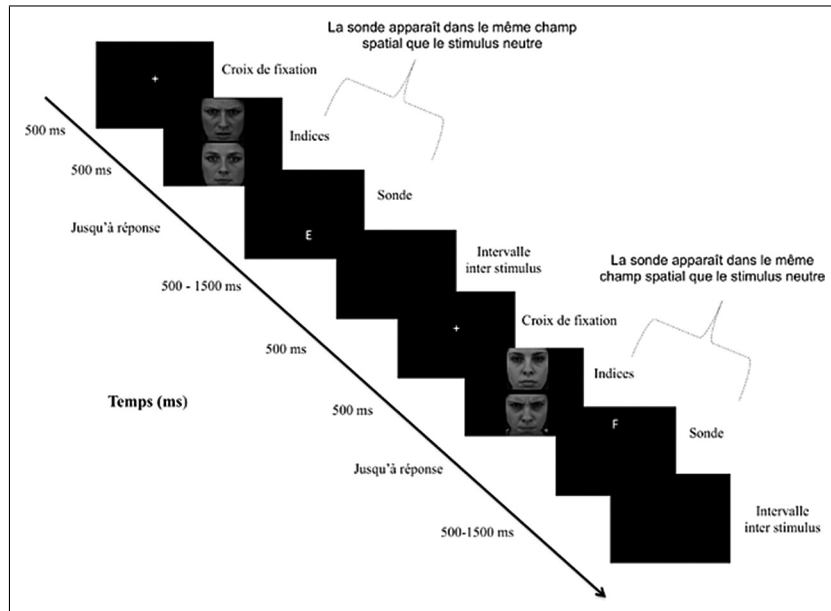 La sonde apparaît dans le même champ
spatial que le stimulus neutre
+
Croix de fixation
500 ms
Indices
500 ms
Sonde
E
Jusqu'à réponse
Intervalle
inter stimulus
La sonde apparaît dans le même
champ spatial que le stimulus neutre
500 - 1500 ms
+
Croix de fixation
500 ms
Indices
Temps (ms)
500 ms
F
Sonde
Jusqu'à réponse
Intervalle
inter stimulus
500-1500 ms